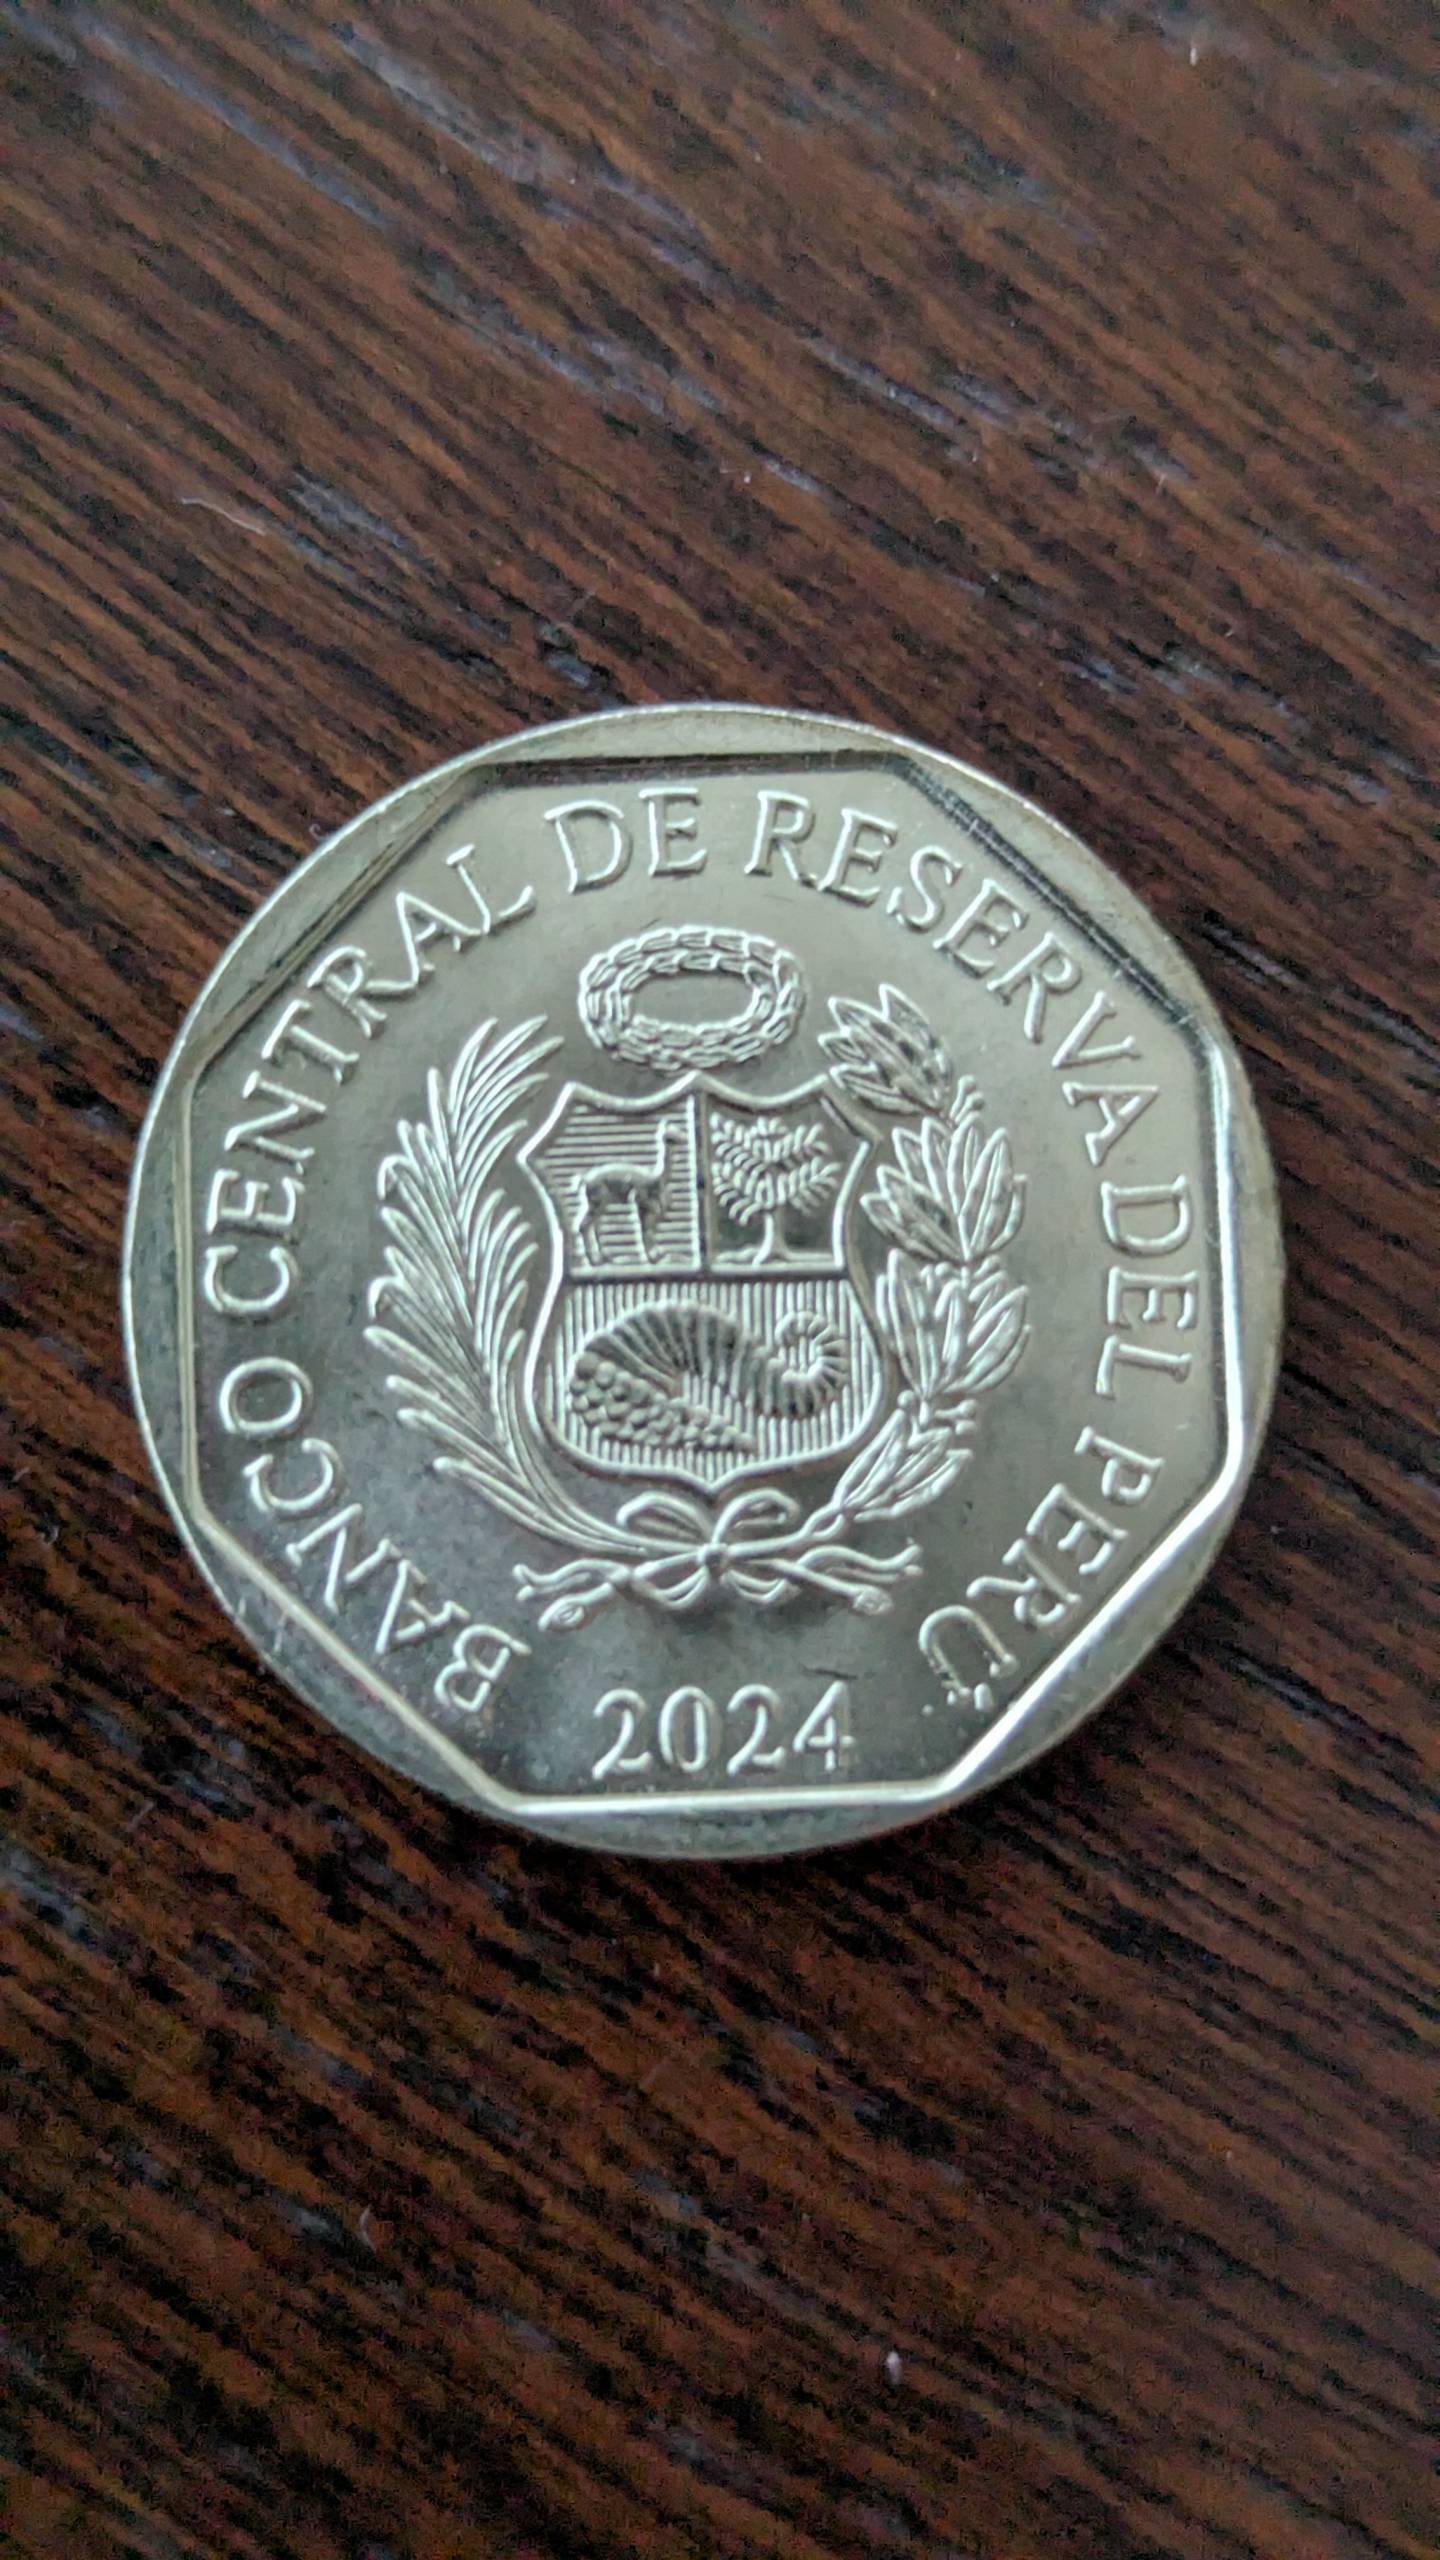 BANCO CENTRAL DE RESERVA DEL PERÚ
2024